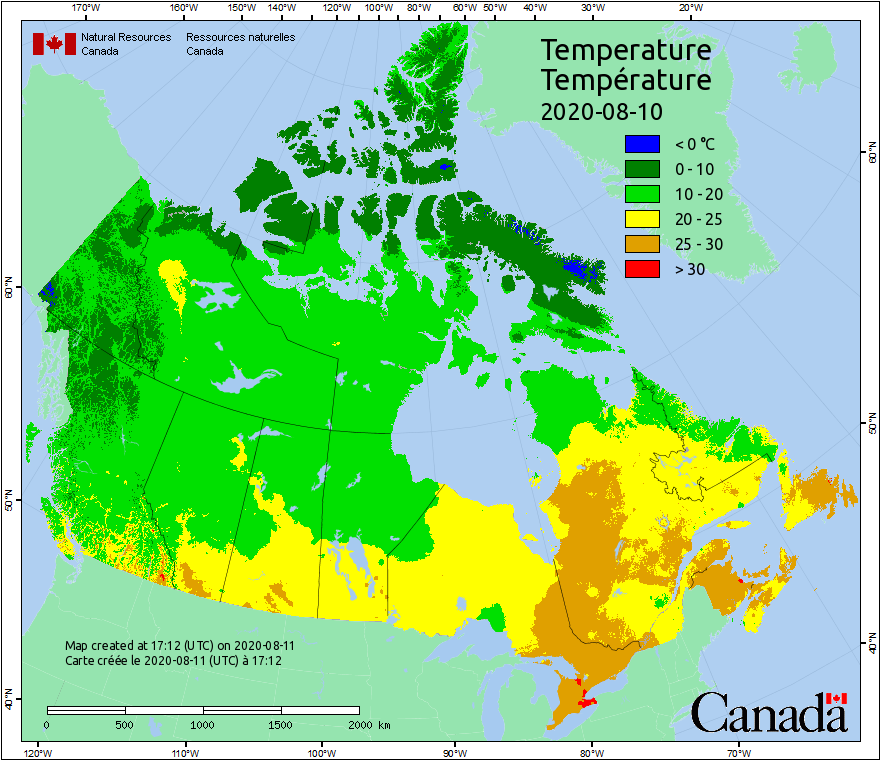 170°W 160°W 150°W 140°W 120°W 100°W 80°W 60°W 50°W 40°W 30°W 20°W
Natural Resources Ressources naturelles
Canada Canada
Temperature
Température
2020-08-10
< 0 °C
0 - 10
10 - 20
20 - 25
25 - 30
> 30
60°N
60°N
50°N
50°N
40°N
40°N
Map created at 17:12 (UTC) on 2020-08-11
Carte créée le 2020-08-11 (UTC) à 17:12
0 500 1000 1500 2000 km
Canada
120°W 110°W 100°W 90°W 80°W 70°W